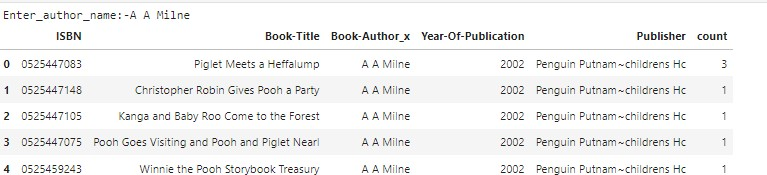 Enter_author_name:-A A Milne
ISBN Book-Title Book-Author_x Year-Of-Publication Publisher count
0 0525447083 Piglet Meets a Heffalump A A Milne 2002 Penguin Putnam~childrens Hc 3
1 0525447148 Christopher Robin Gives Pooh a Party A A Milne 2002 Penguin Putnam~childrens Hc 1
2 0525447105 Kanga and Baby Roo Come to the Forest A A Milne 2002 Penguin Putnam~childrens Hc 1
3 0525447075 Pooh Goes Visiting and Pooh and Piglet Nearl A A Milne 2002 Penguin Putnam~childrens Hc 1
4 0525459243 Winnie the Pooh Storybook Treasury A A Milne 2002 Penguin Putnam~childrens Hc 1